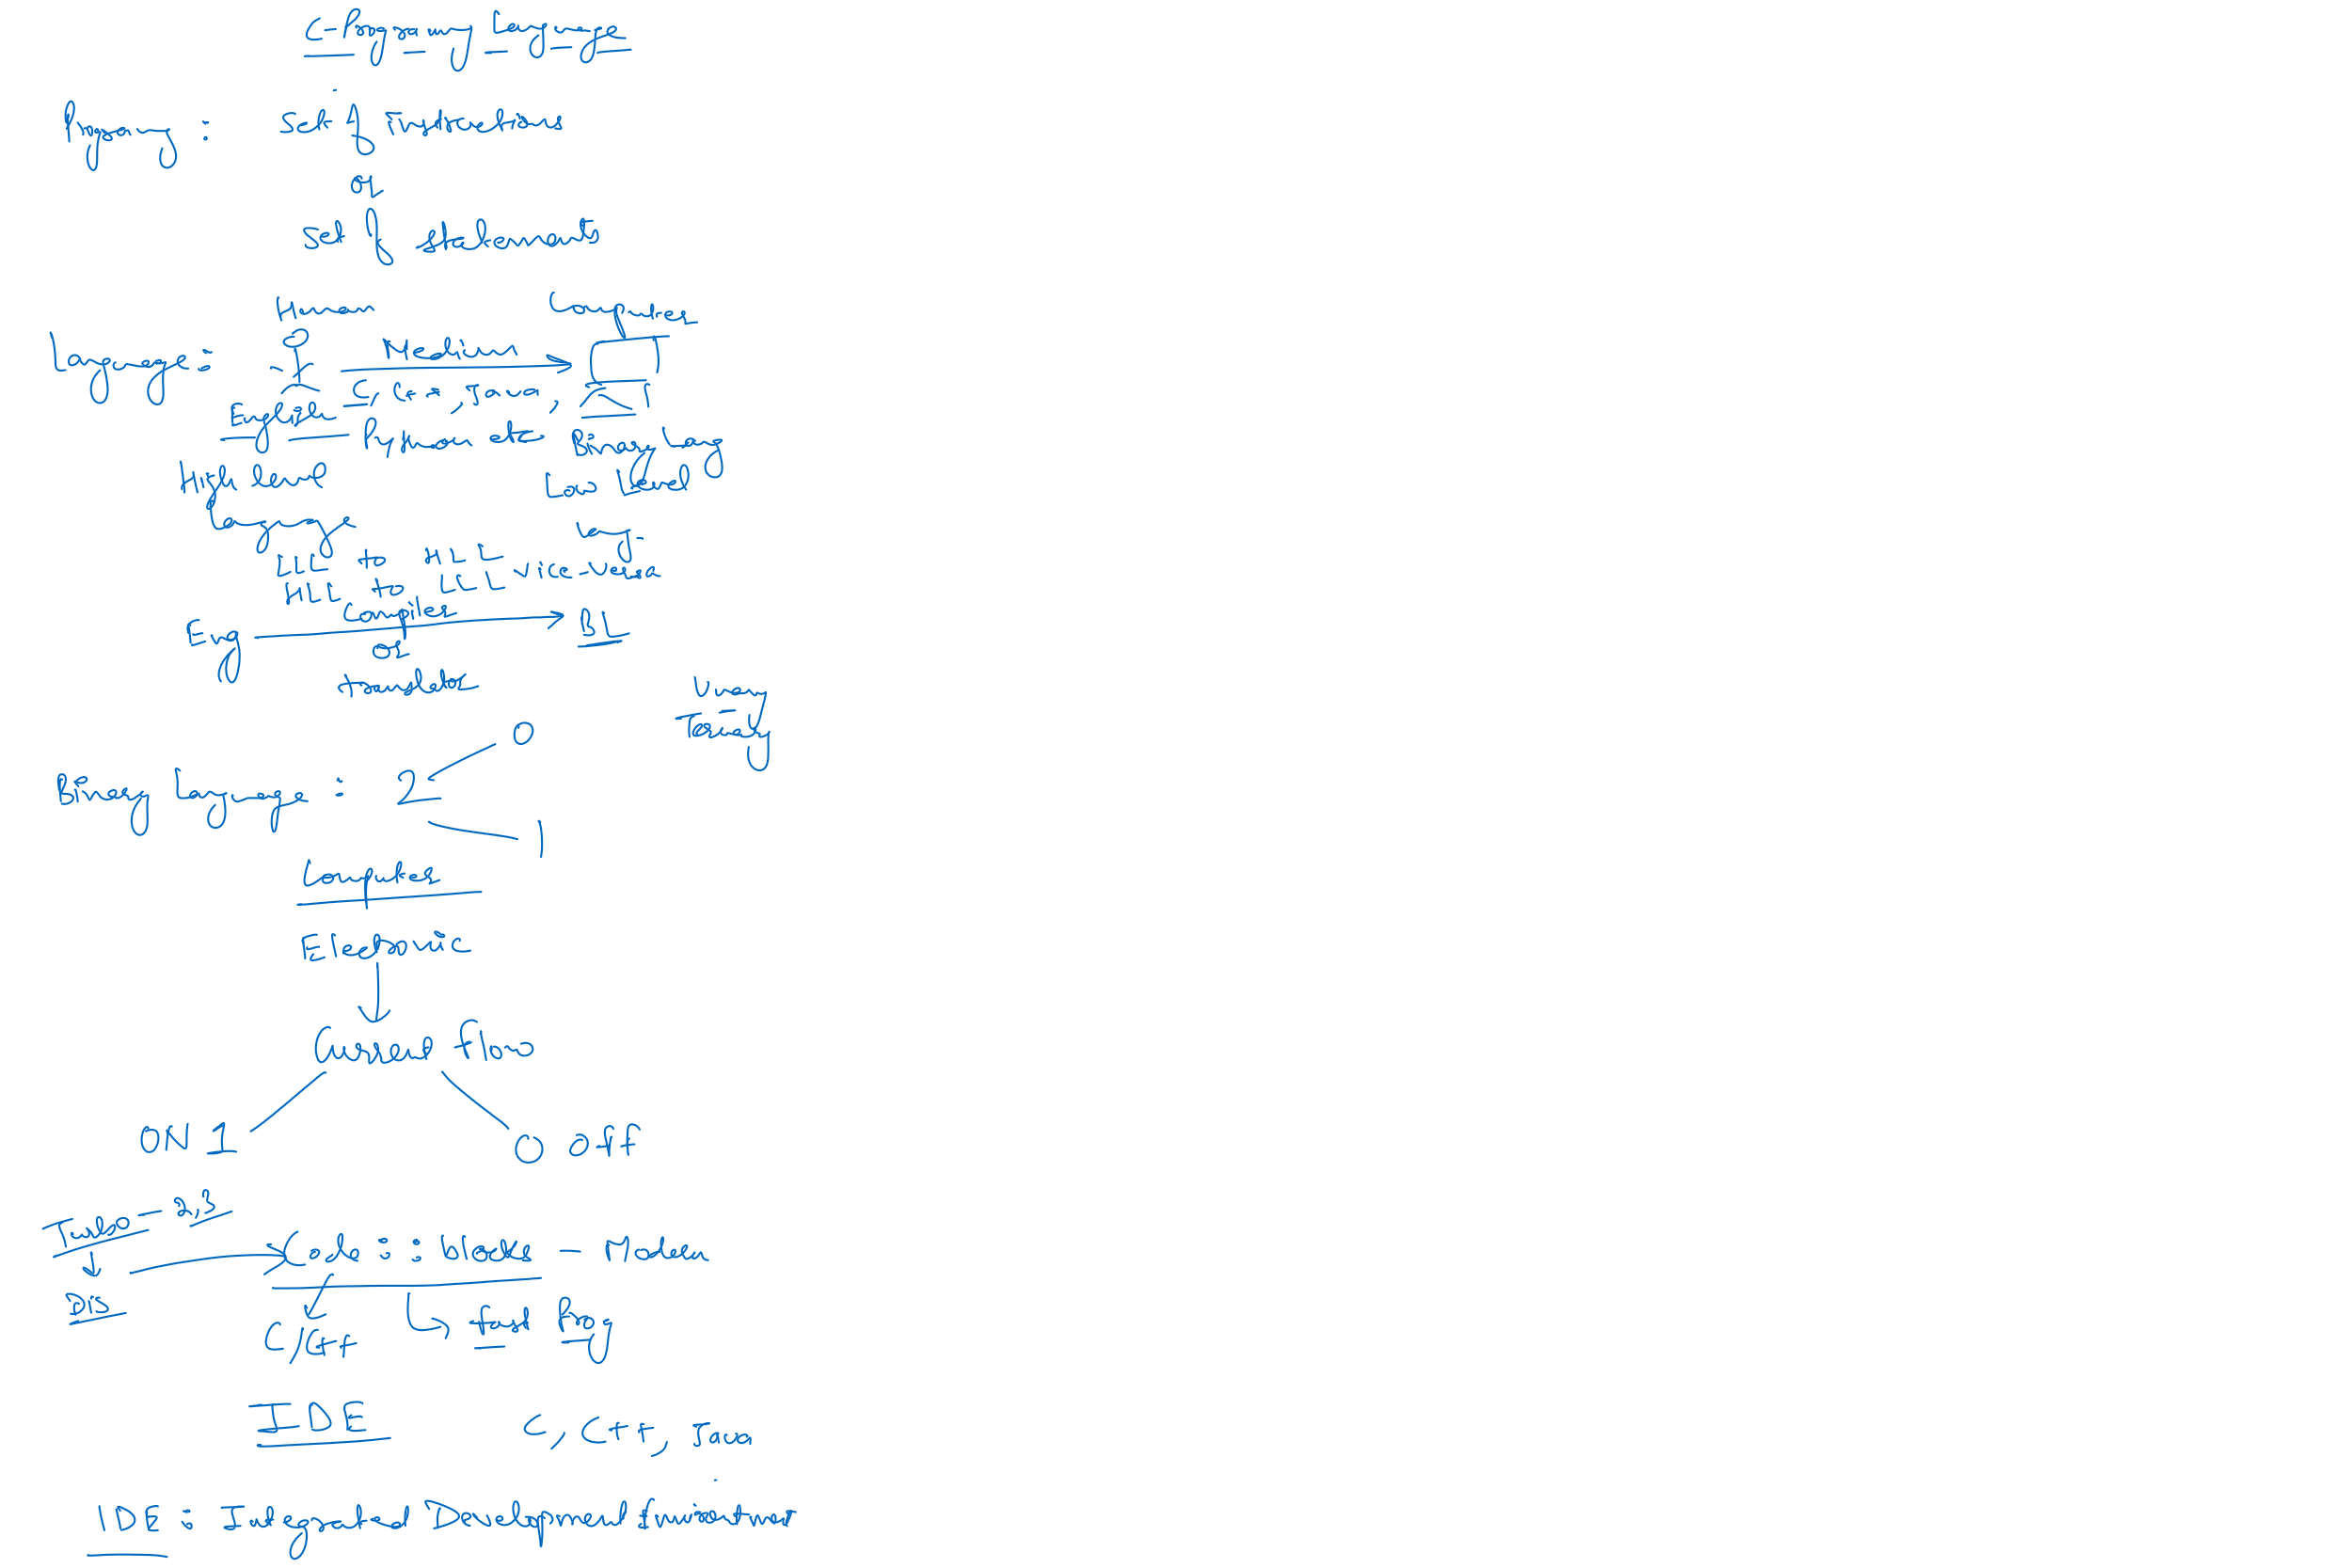 C-Programing Language
Programing : Set of Instructions
or
Set of statements
Human Computer
Language : Medium
C, C++, Java,
English Python etc Binary Lang
High level Low Level
language Lang.
LLL to HLL
HLL to LLL vice-versa
Compiler
Eng BL
or
translator
Unary
Ternary
0
Binary Language : 2
1
Computer
Electronic
Current flow
ON 1 0 Off
Turbo - 2,3
Code :: blocks - Modern
Dis
C/C++ fast Prog
IDE C, C++, Java
IDE : Integrated Development Enviro